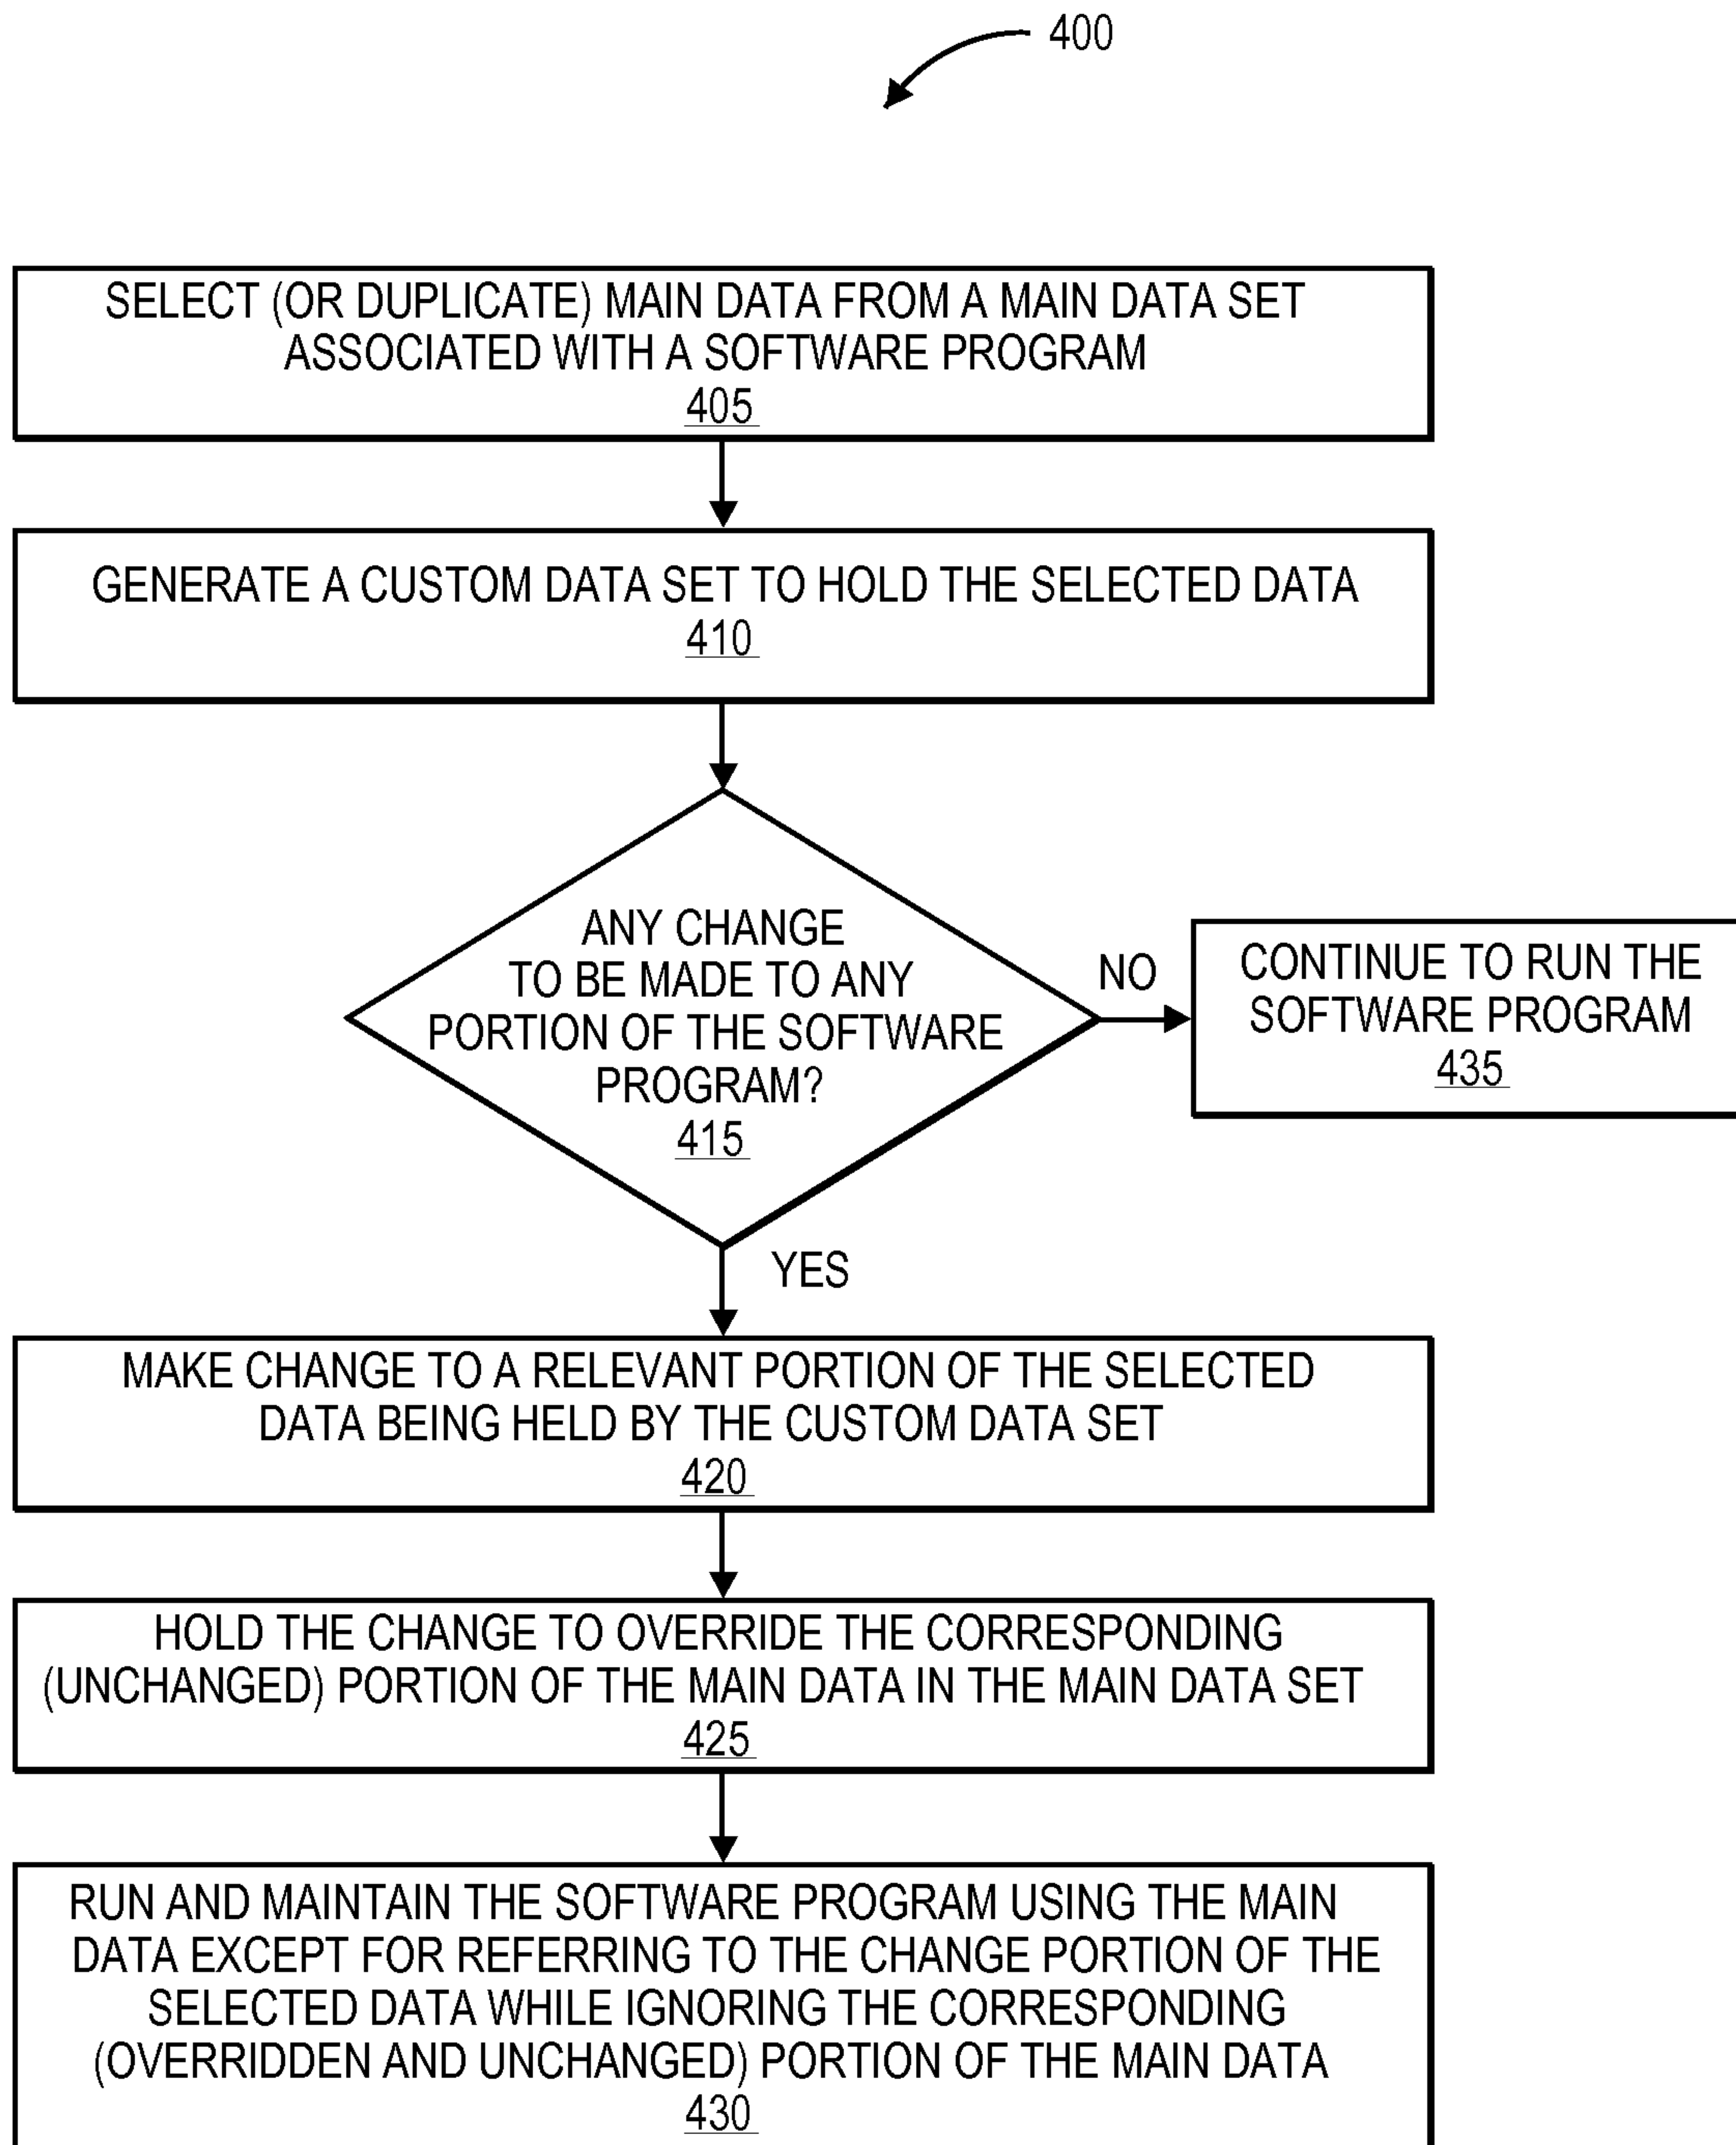 400
SELECT (OR DUPLICATE) MAIN DATA FROM A MAIN DATA SET
ASSOCIATED WITH A SOFTWARE PROGRAM
405
GENERATE A CUSTOM DATA SET TO HOLD THE SELECTED DATA
410
ANY CHANGE
TO BE MADE TO ANY
PORTION OF THE SOFTWARE
PROGRAM?
415
NO
CONTINUE TO RUN THE
SOFTWARE PROGRAM
435
YES
MAKE CHANGE TO A RELEVANT PORTION OF THE SELECTED
DATA BEING HELD BY THE CUSTOM DATA SET
420
HOLD THE CHANGE TO OVERRIDE THE CORRESPONDING
(UNCHANGED) PORTION OF THE MAIN DATA IN THE MAIN DATA SET
425
RUN AND MAINTAIN THE SOFTWARE PROGRAM USING THE MAIN
DATA EXCEPT FOR REFERRING TO THE CHANGE PORTION OF THE
SELECTED DATA WHILE IGNORING THE CORRESPONDING
(OVERRIDDEN AND UNCHANGED) PORTION OF THE MAIN DATA
430